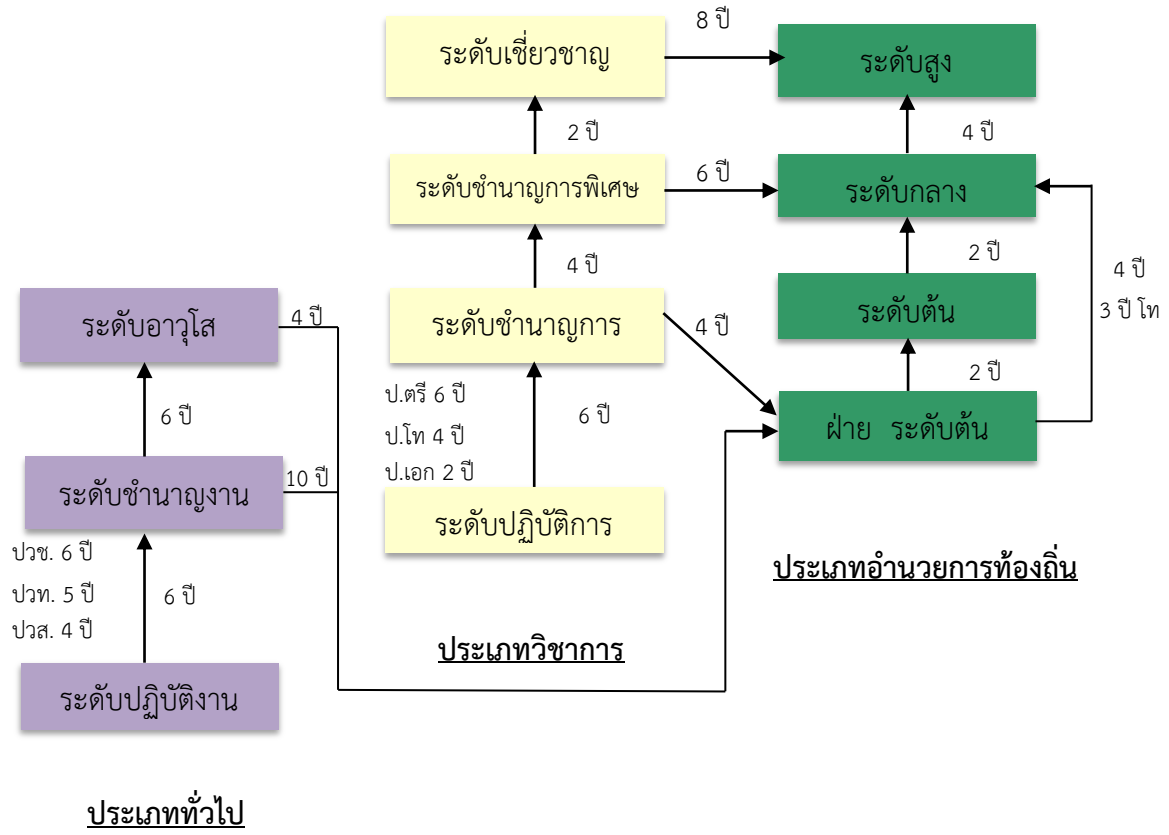 8 ปี
ระดับเชี่ยวชาญ
ระดับสูง
2 ปี
4 ปี
ระดับชำนาญการพิเศษ
6 ปี
ระดับกลาง
4 ปี
2 ปี
4 ปี
3 ปี โท
ระดับอาวุโส
4 ปี
ระดับชำนาญการ
4 ปี
ระดับต้น
2 ปี
6 ปี
ป.ตรี 6 ปี
ป.โท 4 ปี
ป.เอก 2 ปี
6 ปี
ฝ่าย ระดับต้น
ระดับชำนาญงาน
10 ปี
ระดับปฏิบัติการ
ปวช. 6 ปี
ปวท. 5 ปี
ปวส. 4 ปี
6 ปี
ประเภทอำนวยการท้องถิ่น
ประเภทวิชาการ
ระดับปฏิบัติงาน
ประเภททั่วไป